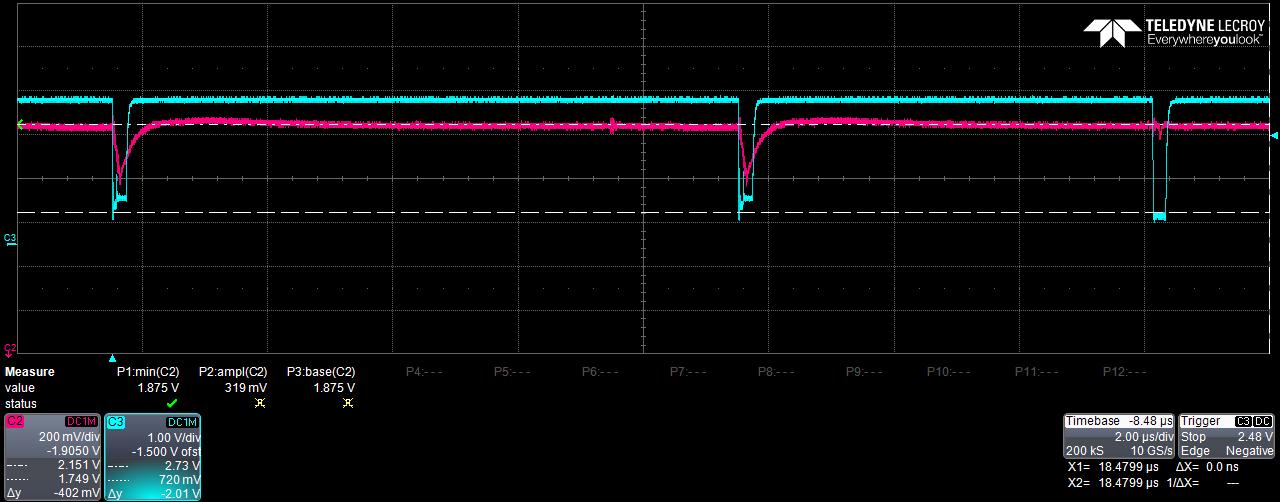 TELEDYNE LECROY
Everywhereyoulook™
C3
C2
Measure P1:min(C2) P2:ampl(C2) P3:base(C2) P4:--- P5:--- P6:--- P7:--- P8:--- P9:--- P10:--- P11:--- P12:---
value 1.875 V 319 mV 1.875 V
status
C2 DC1M
200 mV/div
-1.9050 V
2.151 V
1.749 V
Δy -402 mV
C3 DC1M
1.00 V/div
-1.500 V ofst
2.73 V
720 mV
Δy -2.01 V
Timebase -8.48 µs
2.00 µs/div
200 kS 10 GS/s
Trigger C3 DC
Stop 2.48 V
Edge Negative
X1= 18.4799 µs ΔX= 0.0 ns
X2= 18.4799 µs 1/ΔX= ---